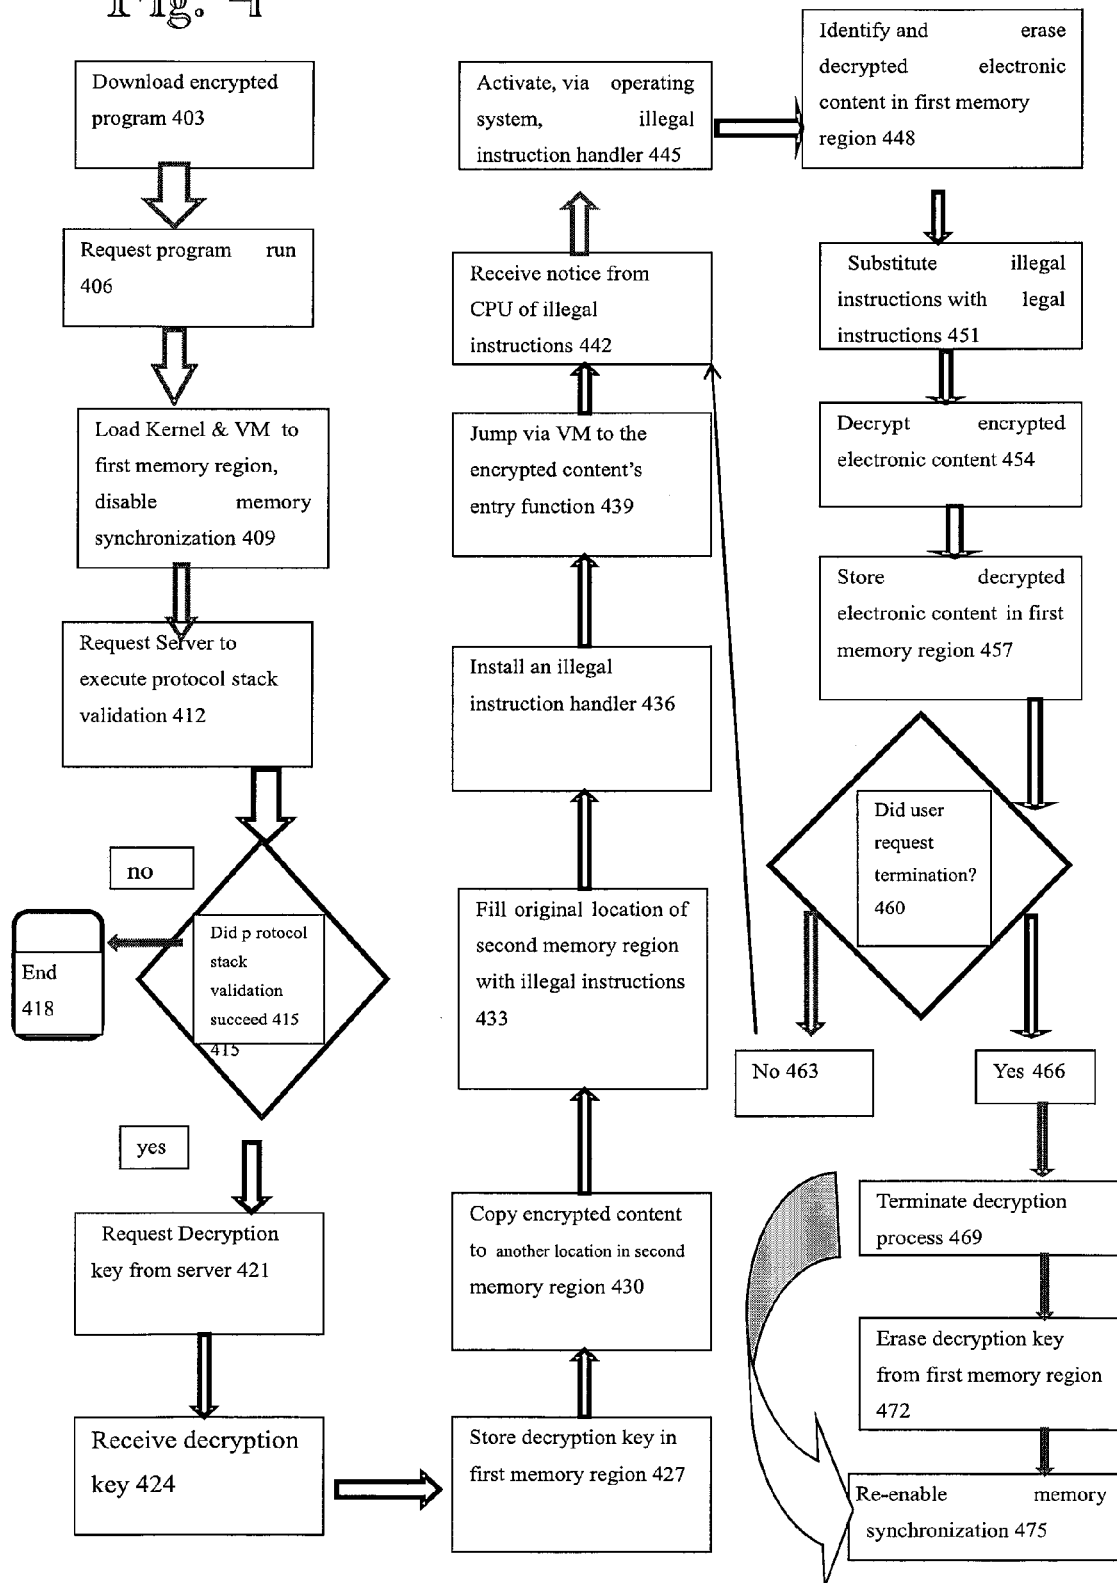 Fig. 4
Download encrypted
program 403
Request program run
406
Load Kernel & VM to
first memory region,
disable memory
synchronization 409
Request Server to
execute protocol stack
validation 412
no
Did p rotocol
stack
validation
succeed 415
415
End
418
yes
Request Decryption
key from server 421
Receive decryption
key 424
Store decryption key in
first memory region 427
Copy encrypted content
to another location in second
memory region 430
Fill original location of
second memory region
with illegal instructions
433
Install an illegal
instruction handler 436
Jump via VM to the
encrypted content's
entry function 439
Receive notice from
CPU of illegal
instructions 442
Activate, via operating
system, illegal
instruction handler 445
Identify and erase
decrypted electronic
content in first memory
region 448
Substitute illegal
instructions with legal
instructions 451
Decrypt encrypted
electronic content 454
Store decrypted
electronic content in first
memory region 457
Did user
request
termination?
460
No 463
Yes 466
Terminate decryption
process 469
Erase decryption key
from first memory region
472
Re-enable memory
synchronization 475